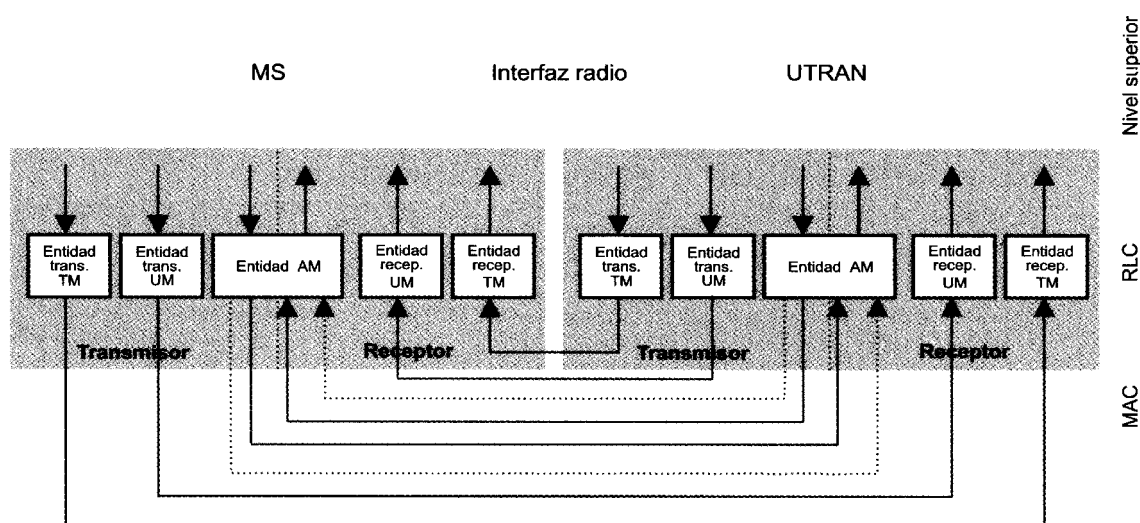 MS
Interfaz radio
UTRAN
Nivel superior
Entidad
trans.
TM
Entidad
trans.
UM
Entidad AM
Entidad
recep.
UM
Entidad
recep.
TM
Entidad
trans.
TM
Entidad
trans.
UM
Entidad AM
Entidad
recep.
UM
Entidad
recep.
TM
RLC
Transmisor
Receptor
Transmisor
Receptor
MAC